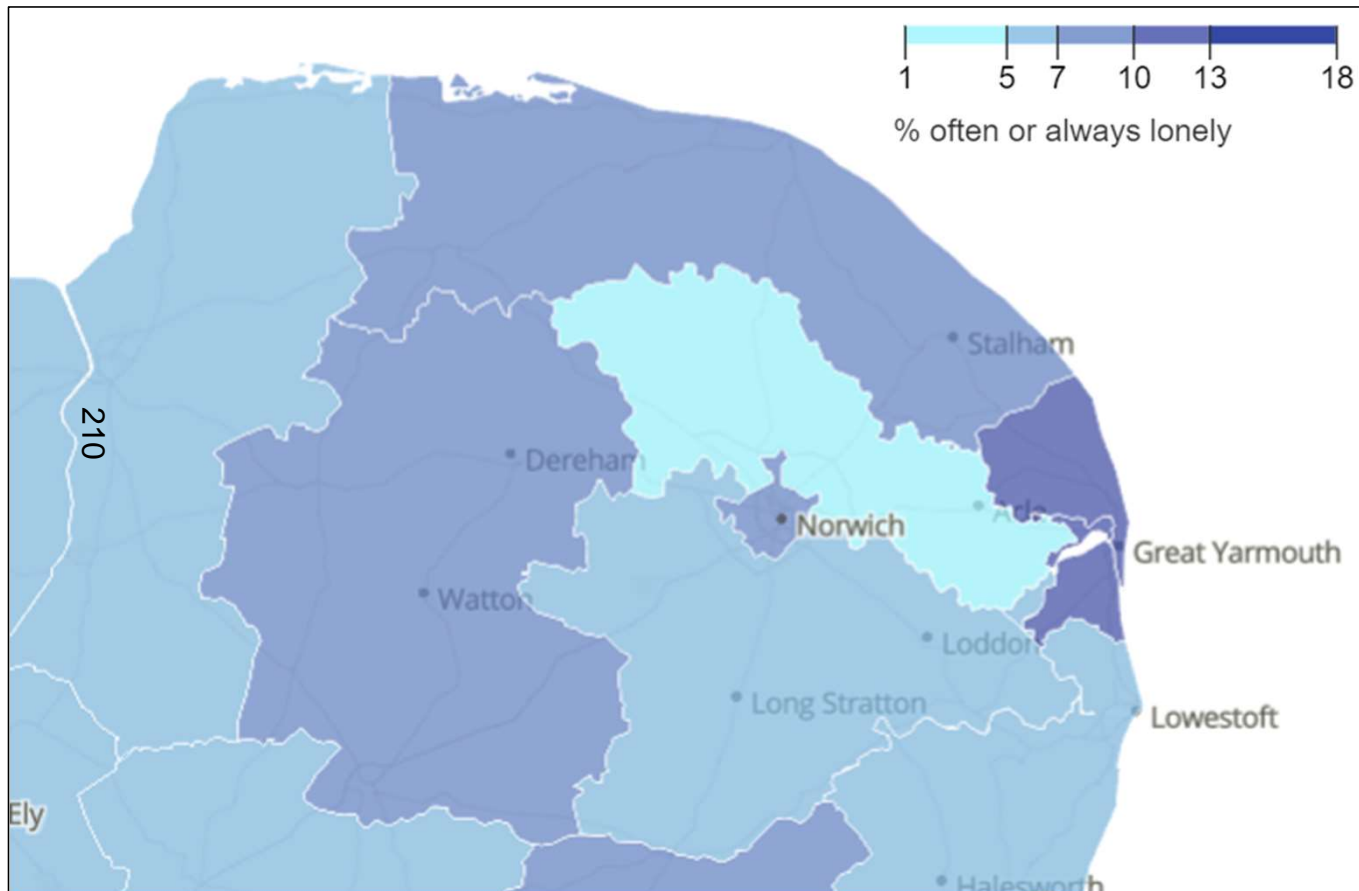 1 5 7 10 13 18
% often or always lonely
Stalham
210
Dereham
Norwich
Great Yarmouth
Watton
Loddon
Long Stratton
Lowestoft
Ely
Halesworth